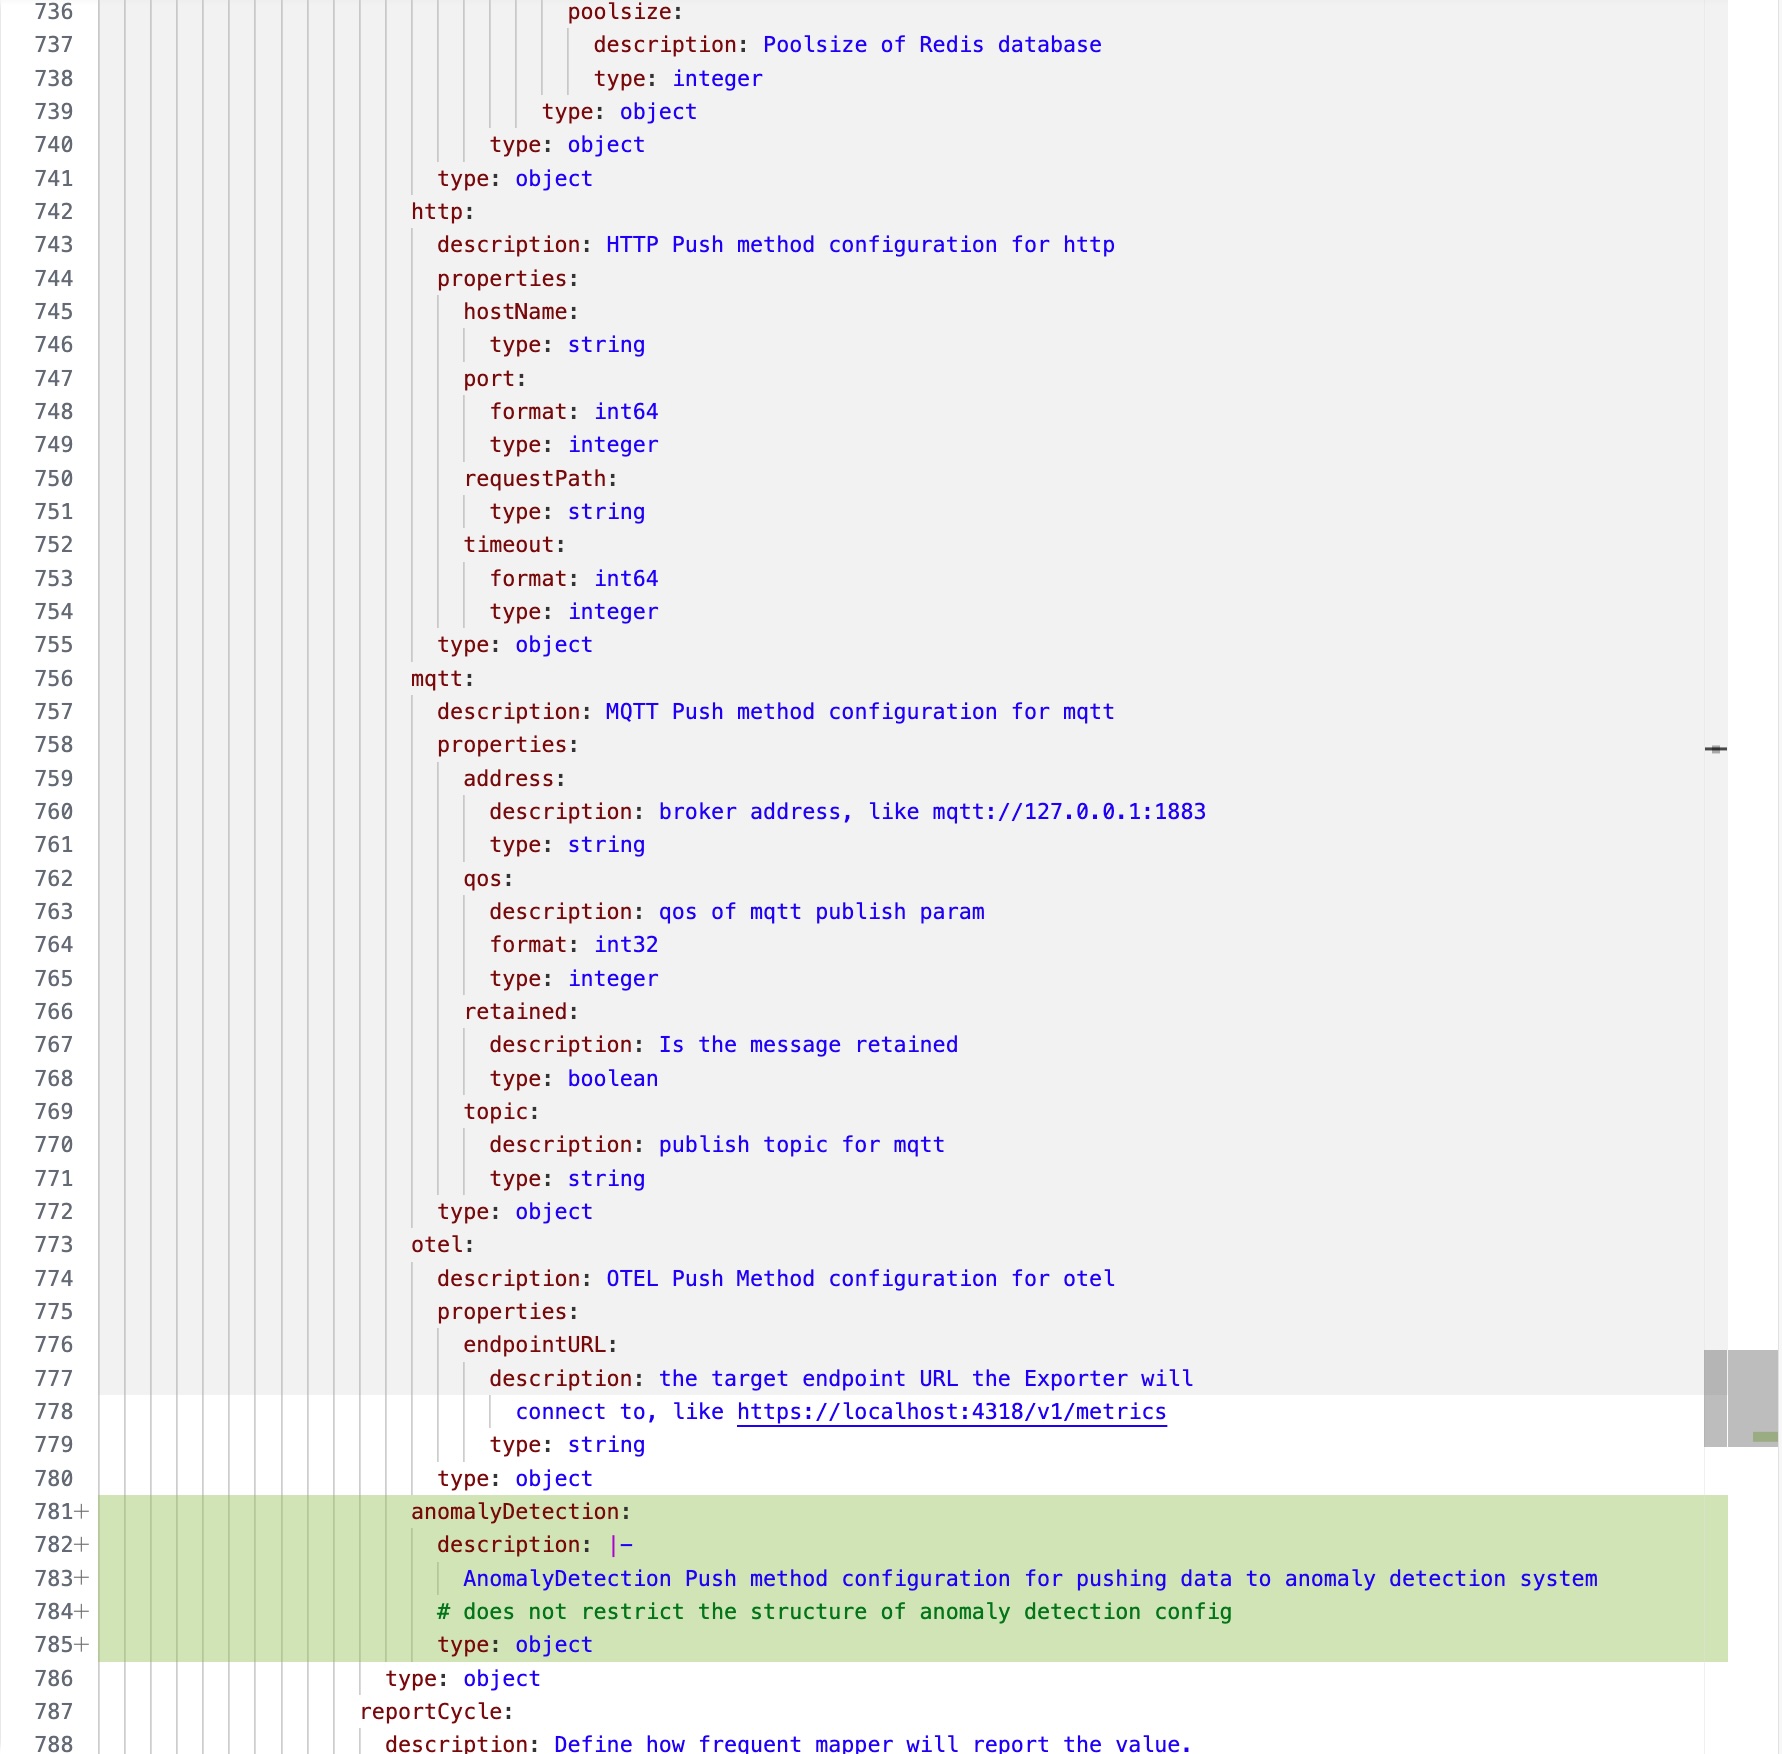 736 poolsize:
737 description: Poolsize of Redis database
738 type: integer
739 type: object
740 type: object
741 type: object
742 http:
743 description: HTTP Push method configuration for http
744 properties:
745 hostName:
746 type: string
747 port:
748 format: int64
749 type: integer
750 requestPath:
751 type: string
752 timeout:
753 format: int64
754 type: integer
755 type: object
756 mqtt:
757 description: MQTT Push method configuration for mqtt
758 properties:
759 address:
760 description: broker address, like mqtt://127.0.0.1:1883
761 type: string
762 qos:
763 description: qos of mqtt publish param
764 format: int32
765 type: integer
766 retained:
767 description: Is the message retained
768 type: boolean
769 topic:
770 description: publish topic for mqtt
771 type: string
772 type: object
773 otel:
774 description: OTEL Push Method configuration for otel
775 properties:
776 endpointURL:
777 description: the target endpoint URL the Exporter will
778 connect to, like https://localhost:4318/v1/metrics
779 type: string
780 type: object
781+ anomalyDetection:
782+ description: |-
783+ AnomalyDetection Push method configuration for pushing data to anomaly detection system
784+ # does not restrict the structure of anomaly detection config
785+ type: object
786 type: object
787 reportCycle:
788 description: Define how frequent mapper will report the value.